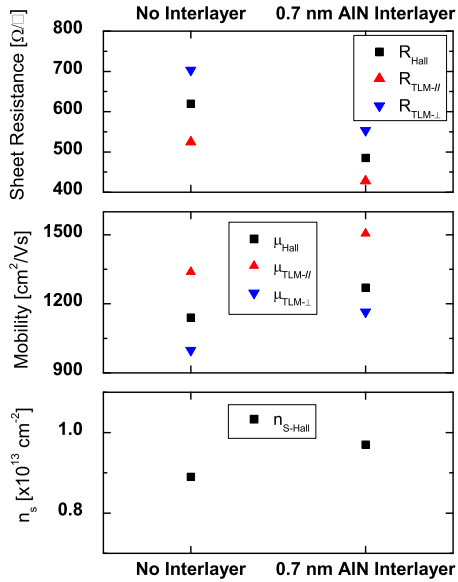 No Interlayer 0.7 nm AlN Interlayer
Sheet Resistance [Ω/□]
800
700
600
500
400
R_Hall
R_TLM-//
R_TLM-⊥
Mobility [cm²/Vs]
1500
1200
900
μ_Hall
μ_TLM-//
μ_TLM-⊥
n_s [x10¹³ cm⁻²]
1.0
0.8
n_S-Hall
No Interlayer 0.7 nm AlN Interlayer